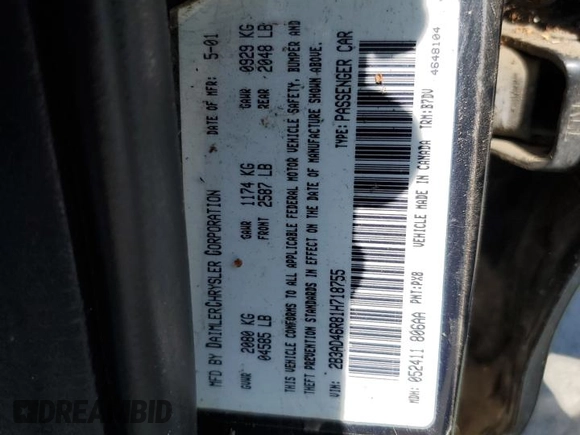 MFD BY DAIMLERCHRYSLER CORPORATION DATE OF MFR: 5-01
GVWR 2080 KG 04585 LB GAWR FRONT 1174 KG 2587 LB GAWR REAR 0929 KG 2048 LB
THIS VEHICLE CONFORMS TO ALL APPLICABLE FEDERAL MOTOR VEHICLE SAFETY, BUMPER AND
THEFT PREVENTION STANDARDS IN EFFECT ON THE DATE OF MANUFACTURE SHOWN ABOVE.
VIN: 2B3AD46R81H718755 TYPE: PASSENGER CAR
MDH: 052411 806AA PNT: PX8 VEHICLE MADE IN CANADA TRM: B7DV
4648104
DREAMBID